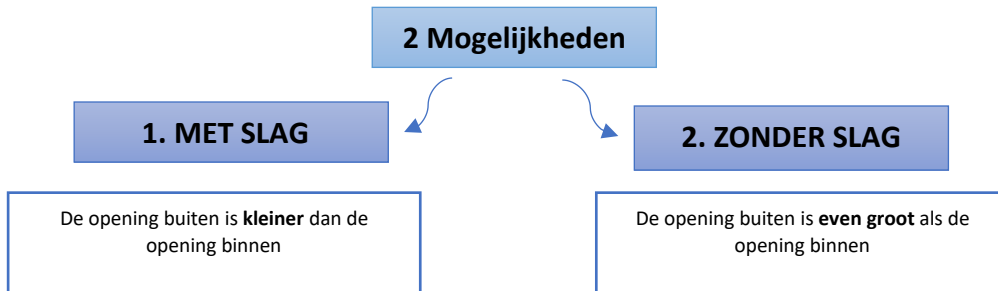 2 Mogelijkheden
1. MET SLAG
2. ZONDER SLAG
De opening buiten is kleiner dan de
opening binnen
De opening buiten is even groot als de
opening binnen